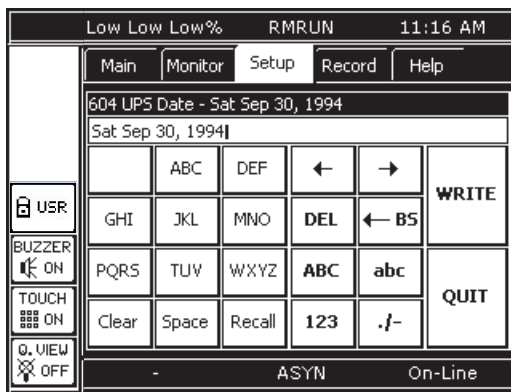 Low Low Low% RMRUN 11:16 AM
Main Monitor Setup Record Help
604 UPS Date - Sat Sep 30, 1994
Sat Sep 30, 1994
ABC DEF ← →
WRITE
USR
GHI JKL MNO DEL ← BS
BUZZER
ON
PQRS TUV WXYZ ABC abc
QUIT
TOUCH
ON
Clear Space Recall 123 ./-
Q. VIEW
OFF
- ASYN On-Line